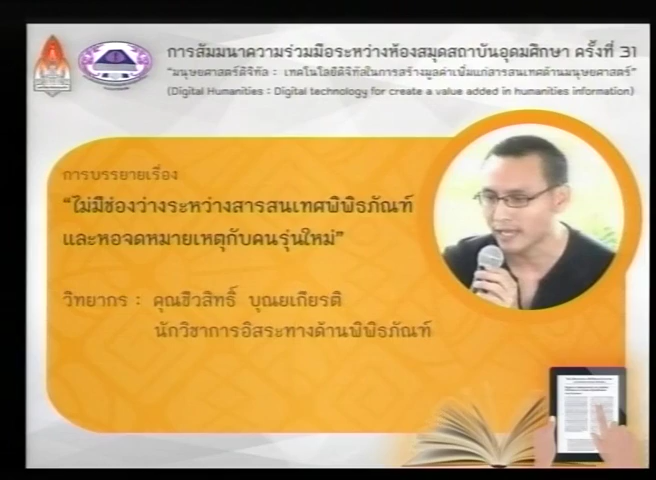 การสัมมนาความร่วมมือระหว่างห้องสมุดสถาบันอุดมศึกษา ครั้งที่ 31
"มนุษยศาสตร์ดิจิทัล : เทคโนโลยีดิจิทัลในการสร้างมูลค่าเพิ่มแก่สารสนเทศด้านมนุษยศาสตร์"
(Digital Humanities : Digital technology for create a value added in humanities information)
การบรรยายเรื่อง
"ไม่มีช่องว่างระหว่างสารสนเทศพิพิธภัณฑ์
และหอจดหมายเหตุกับคนรุ่นใหม่"
วิทยากร : คุณชีวสิทธิ์ บุณยเกียรติ
นักวิชาการอิสระทางด้านพิพิธภัณฑ์